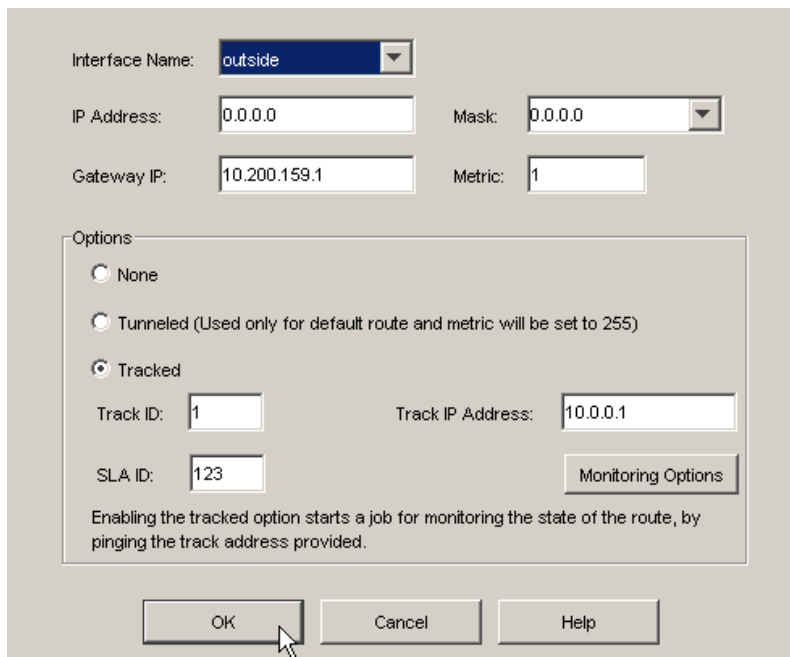 Interface Name: outside
IP Address: 0.0.0.0 Mask: 0.0.0.0
Gateway IP: 10.200.159.1 Metric: 1
Options
None
Tunneled (Used only for default route and metric will be set to 255)
Tracked
Track ID: 1 Track IP Address: 10.0.0.1
SLA ID: 123 Monitoring Options
Enabling the tracked option starts a job for monitoring the state of the route, by
pinging the track address provided.
OK Cancel Help